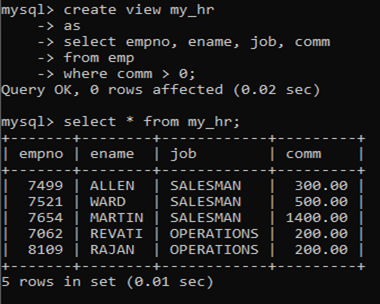 mysql> create view my_hr
    -> as
    -> select empno, ename, job, comm
    -> from emp
    -> where comm > 0;
Query OK, 0 rows affected (0.02 sec)

mysql> select * from my_hr;
+-------+--------+------------+---------+
| empno | ename  | job        | comm    |
+-------+--------+------------+---------+
|  7499 | ALLEN  | SALESMAN   |  300.00 |
|  7521 | WARD   | SALESMAN   |  500.00 |
|  7654 | MARTIN | SALESMAN   | 1400.00 |
|  7062 | REVATI | OPERATIONS |  200.00 |
|  8109 | RAJAN  | OPERATIONS |  200.00 |
+-------+--------+------------+---------+
5 rows in set (0.01 sec)